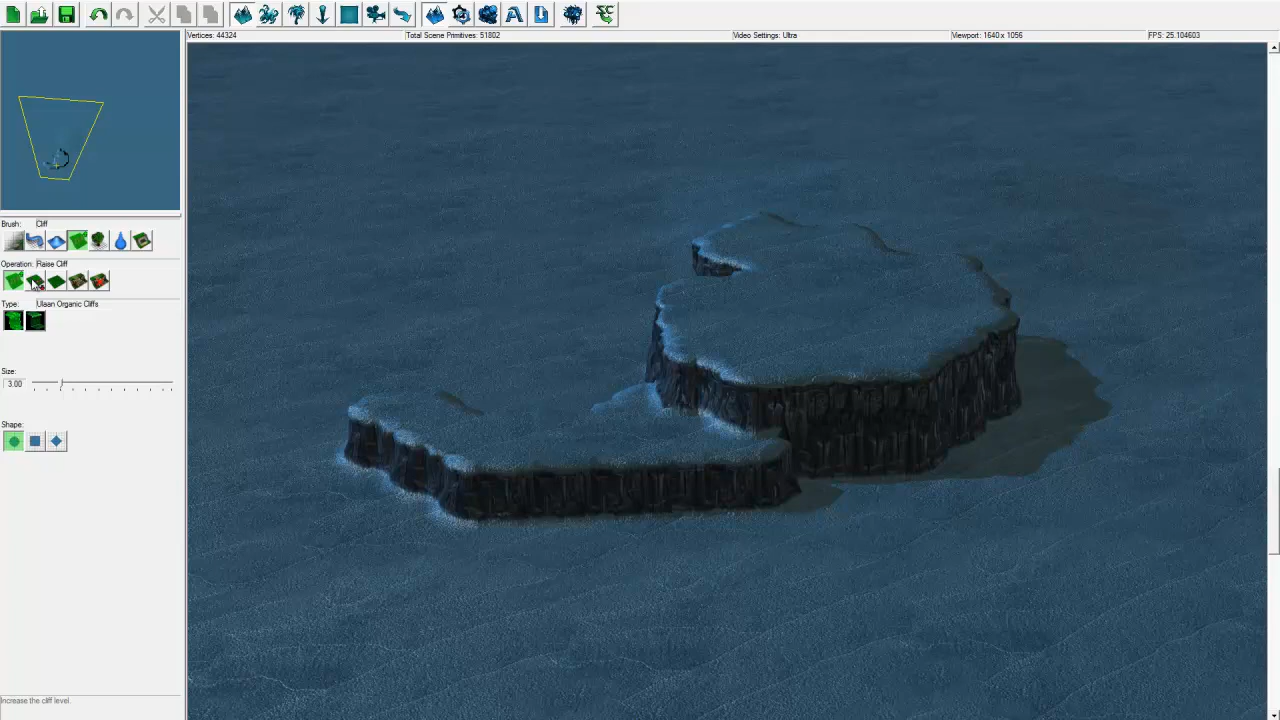 Vertices: 44324 Total Scene Primitives: 51802 Video Settings: Ultra Viewport: 1640 x 1056 FPS: 25.104603
Brush: Cliff
Operation: Raise Cliff
Type: Ulaan Organic Cliffs
Size:
3.00
Shape:
Increase the cliff level.